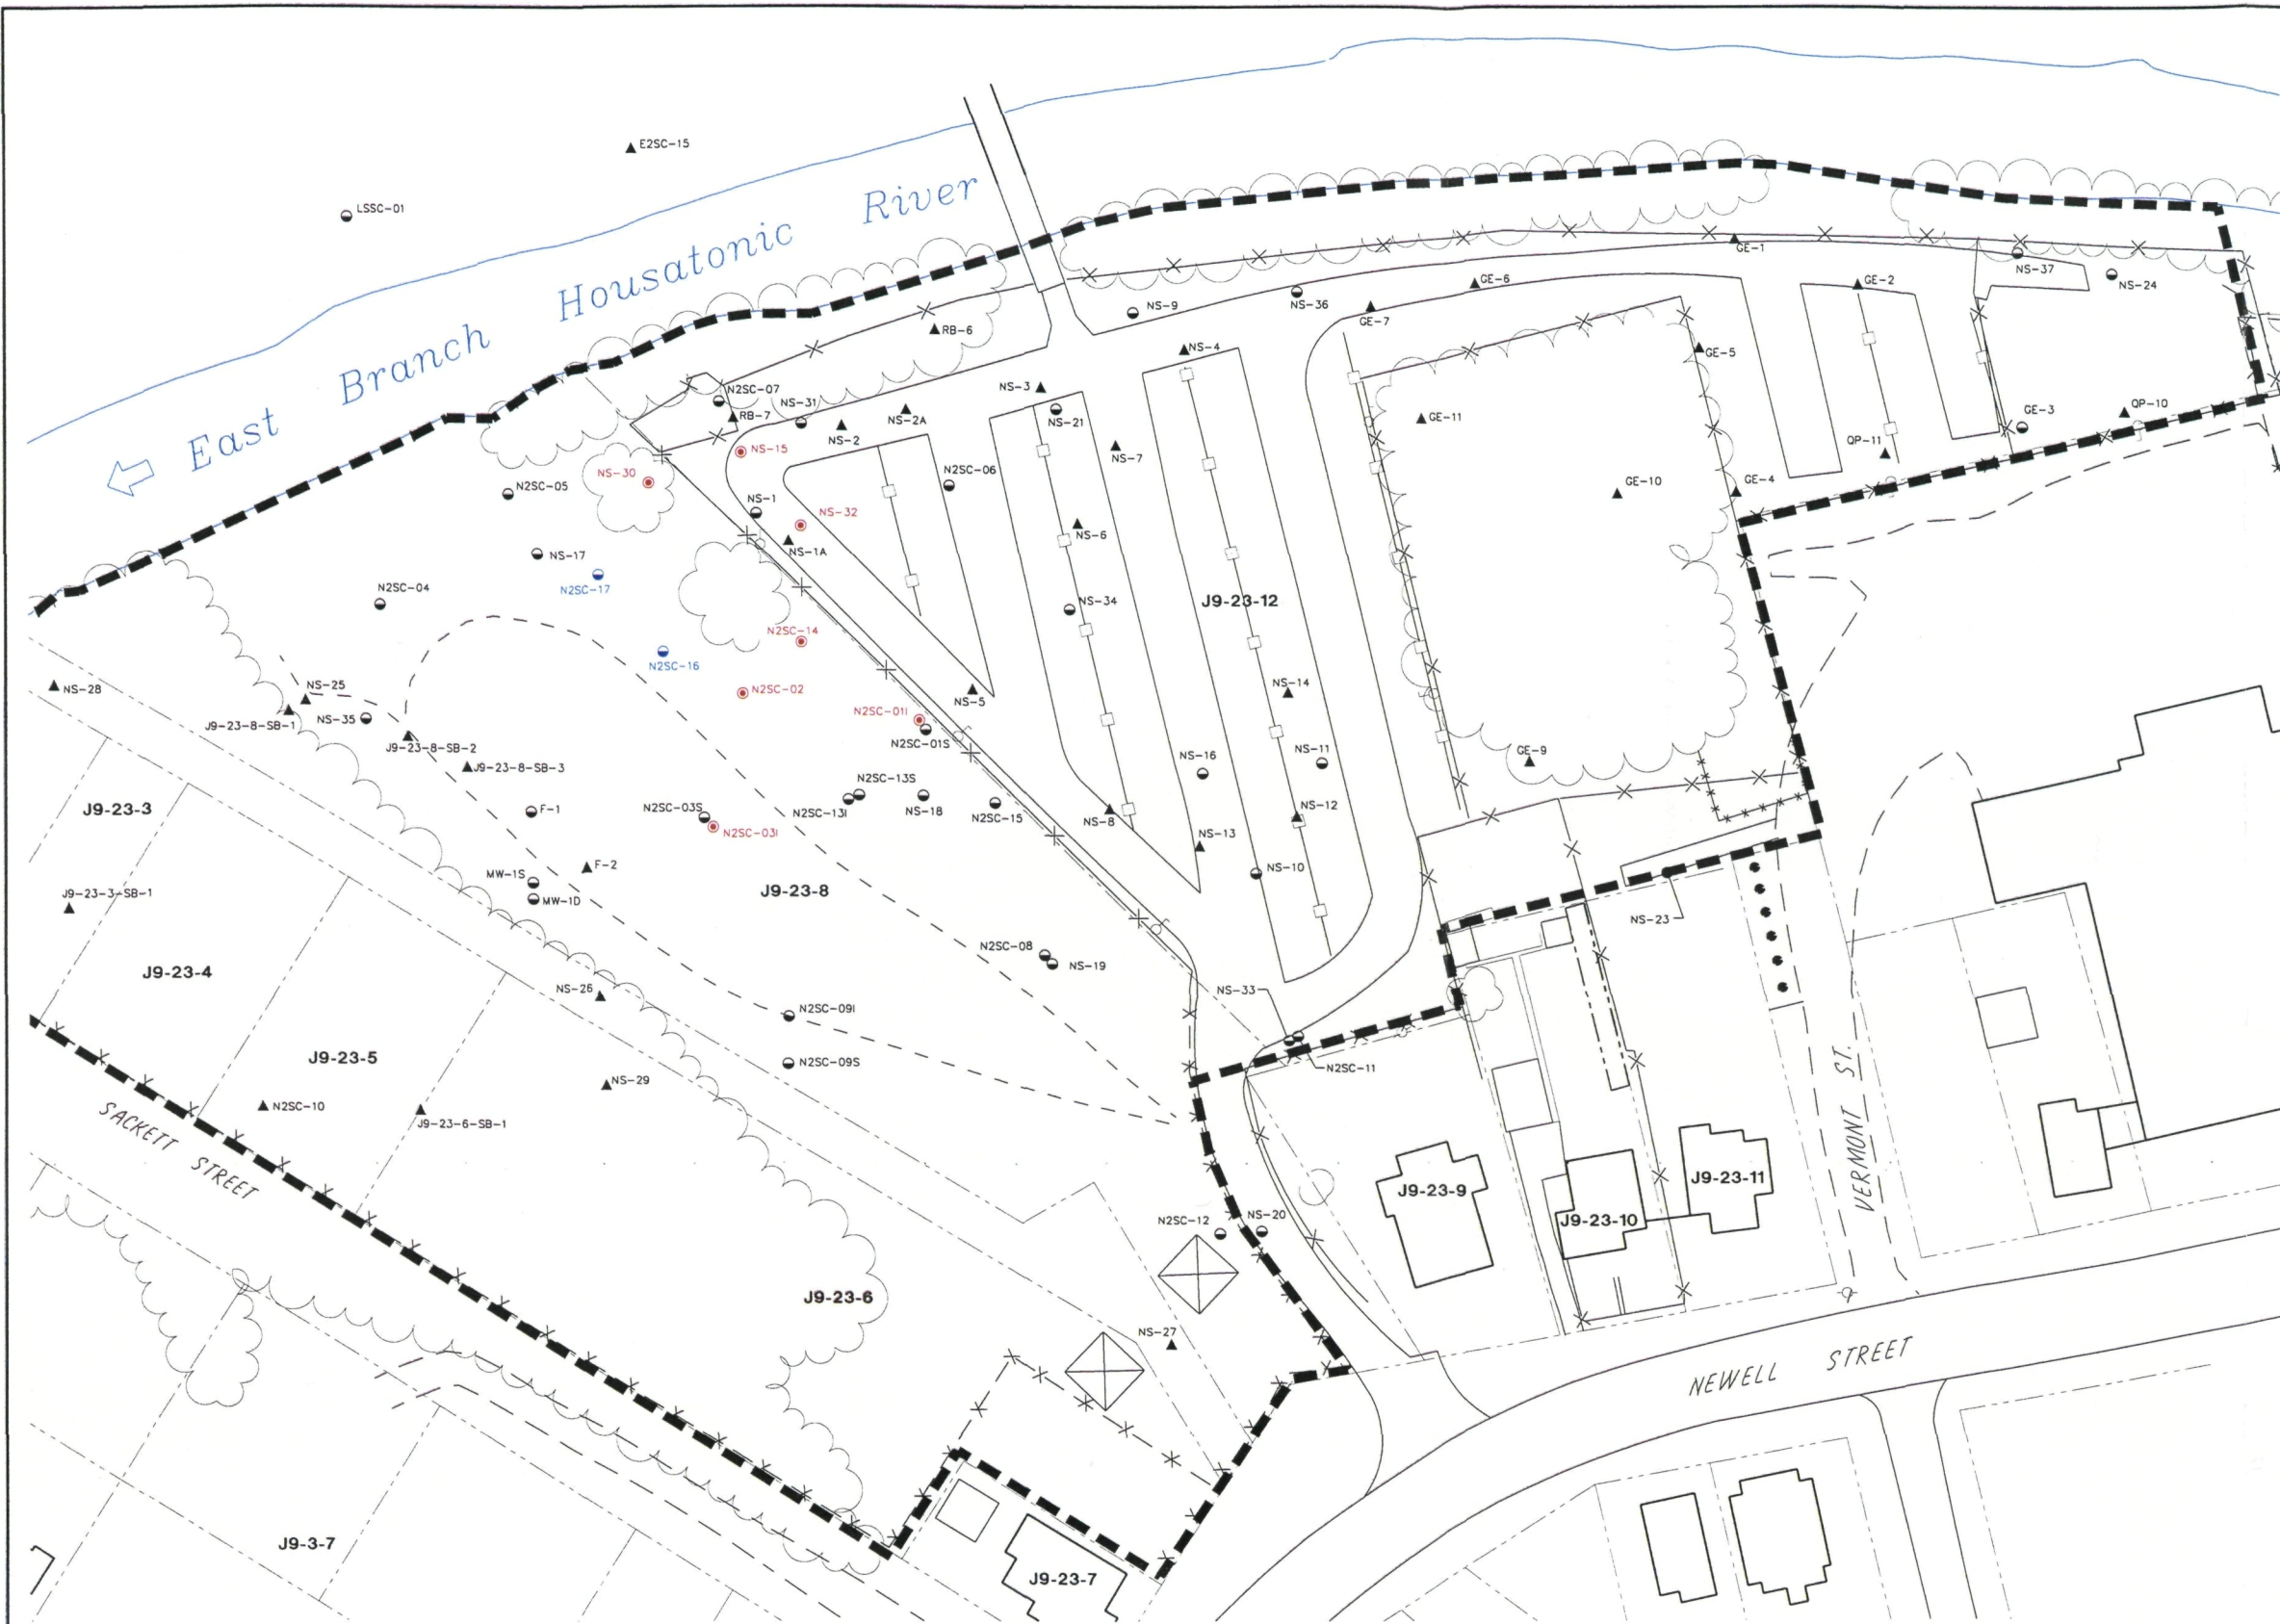 E2SC-15
LSSC-01
East Branch Housatonic River
GE-1
NS-37
NS-24
GE-6
GE-2
NS-36
NS-9
GE-7
RB-6
NS-4
GE-5
N2SC-07
NS-3
RB-7
NS-31
NS-2A
NS-21
GE-11
GE-3
QP-10
NS-2
NS-15
NS-7
QP-11
NS-30
N2SC-06
N2SC-05
GE-10
GE-4
NS-1
NS-32
NS-6
NS-1A
NS-17
N2SC-17
N2SC-04
NS-34
J9-23-12
N2SC-14
N2SC-16
NS-28
NS-25
N2SC-02
NS-5
NS-14
J9-23-8-SB-1
NS-35
N2SC-01I
J9-23-8-SB-2
N2SC-01S
NS-16
NS-11
GE-9
J9-23-8-SB-3
N2SC-13S
J9-23-3
F-1
N2SC-03S
N2SC-13I
NS-18
N2SC-15
NS-8
NS-12
N2SC-03I
NS-13
F-2
NS-10
MW-1S
J9-23-3-SB-1
J9-23-8
MW-1D
NS-23
N2SC-08
NS-19
J9-23-4
NS-26
NS-33
N2SC-09I
J9-23-5
N2SC-09S
N2SC-11
NS-29
N2SC-10
J9-23-6-SB-1
SACKETT STREET
VERMONT ST.
J9-23-11
J9-23-9
J9-23-10
N2SC-12
NS-20
J9-23-6
NS-27
NEWELL STREET
J9-3-7
J9-23-7